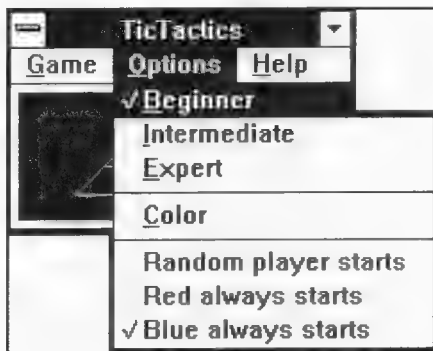 TicTactics
Game Options Help
✓Beginner
Intermediate
Expert
Color
Random player starts
Red always starts
✓Blue always starts